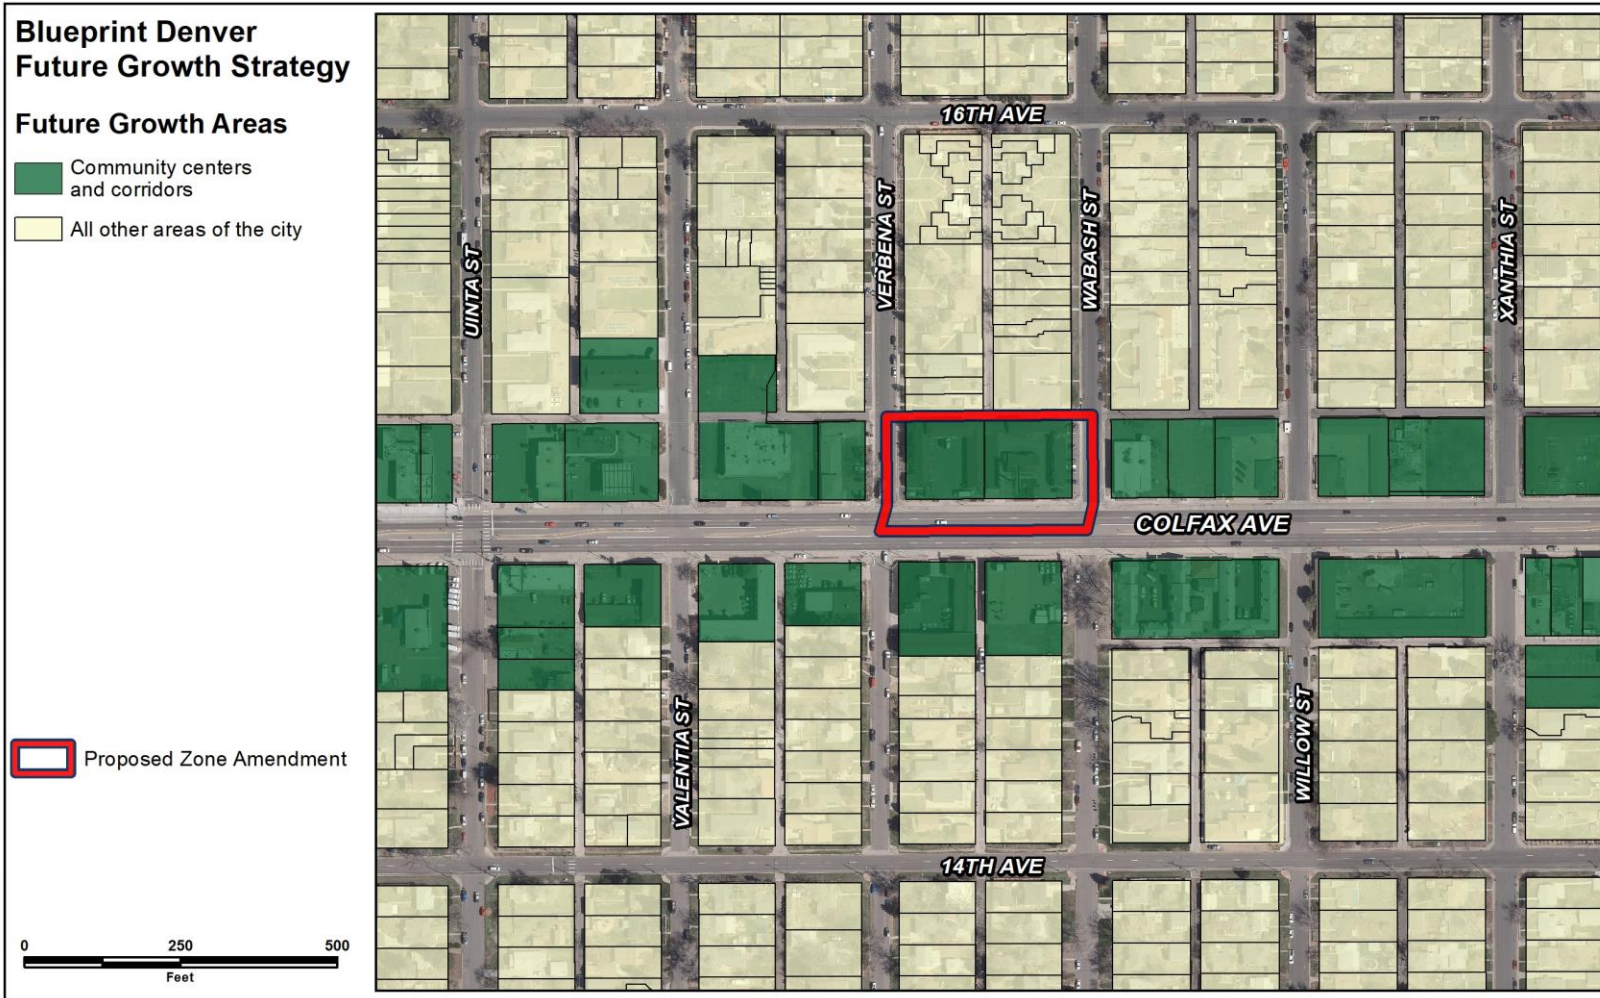 Blueprint Denver
Future Growth Strategy
Future Growth Areas
Community centers
and corridors
All other areas of the city
Proposed Zone Amendment
0 250 500
Feet
16TH AVE
UINTA ST
VERBENA ST
WABASH ST
XANTHIA ST
COLFAX AVE
VALENTIA ST
WILLOW ST
14TH AVE